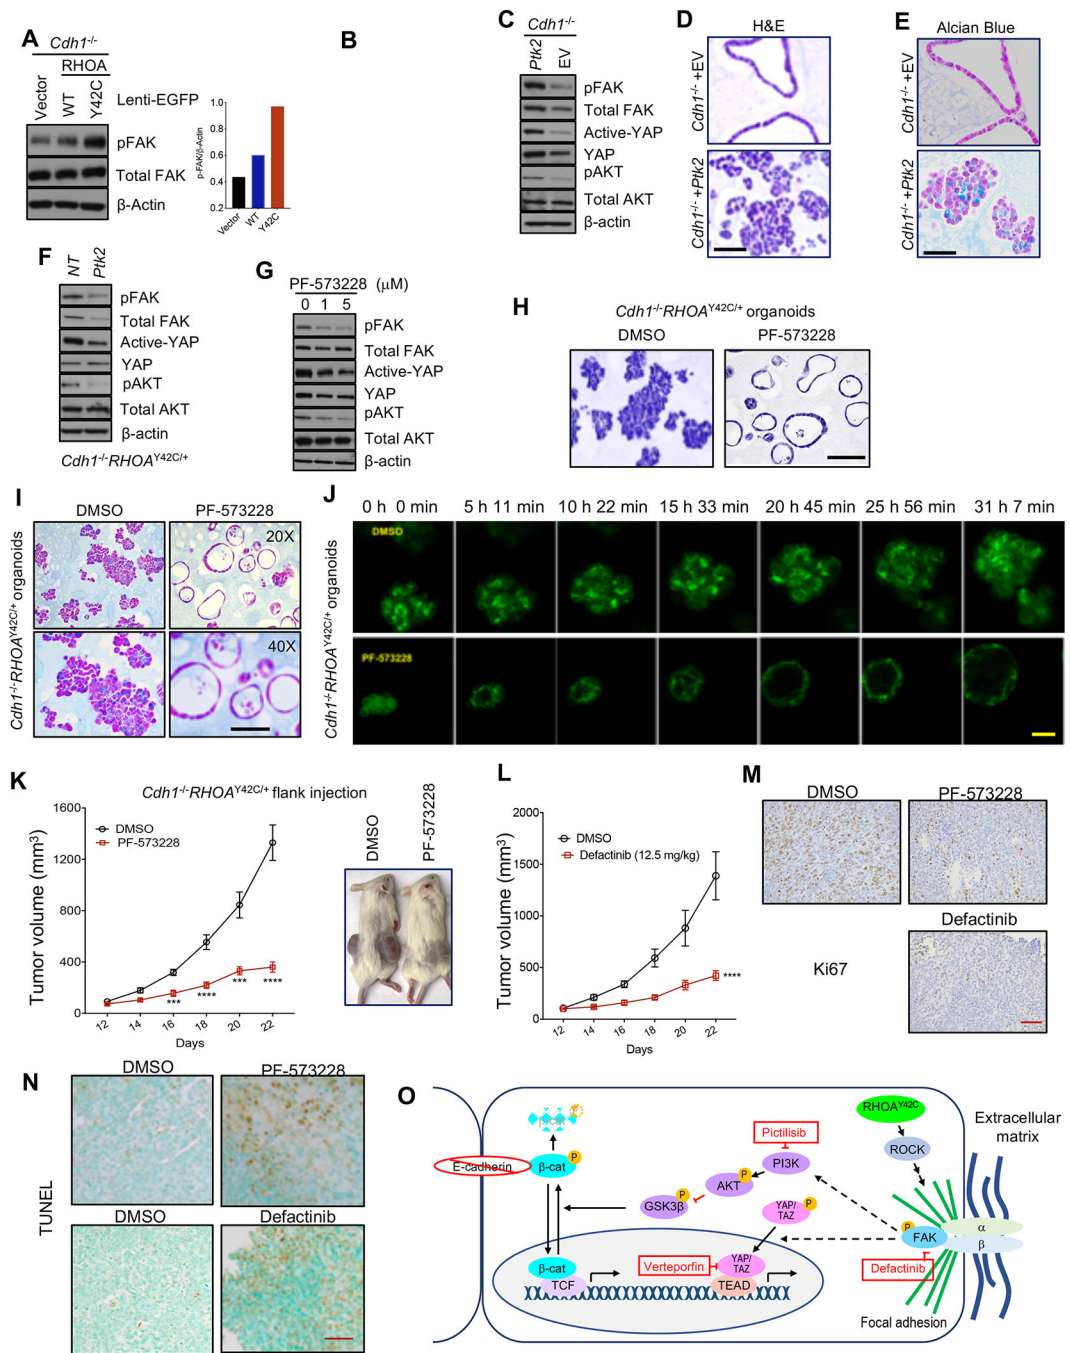 A
Cdh1-/-
RHOA
Vector
WT
Y42C
Lenti-EGFP
pFAK
Total FAK
β-Actin
B
p-FAK/β-Actin
1.0
0.8
0.6
0.4
0.2
0.0
Vector
WT
Y42C
C
Cdh1-/-
Ptk2
EV
pFAK
Total FAK
Active-YAP
YAP
pAKT
Total AKT
β-actin
D
H&E
Cdh1-/- +EV
Cdh1-/- +Ptk2
E
Alcian Blue
Cdh1-/- +EV
Cdh1-/- +Ptk2
F
NT
Ptk2
pFAK
Total FAK
Active-YAP
YAP
pAKT
Total AKT
β-actin
Cdh1-/-RHOAY42C/+
G
PF-573228 (μM)
0 1 5
pFAK
Total FAK
Active-YAP
YAP
pAKT
Total AKT
β-actin
H
Cdh1-/-RHOAY42C/+ organoids
DMSO
PF-573228
I
DMSO
PF-573228
Cdh1-/-RHOAY42C/+ organoids
20X
40X
J
0 h 0 min
5 h 11 min
10 h 22 min
15 h 33 min
20 h 45 min
25 h 56 min
31 h 7 min
Cdh1-/-RHOAY42C/+ organoids
DMSO
PF-573228
K
Cdh1-/-RHOAY42C/+ flank injection
Tumor volume (mm3)
1600
1200
800
400
0
DMSO
PF-573228
***
****
***
****
12 14 16 18 20 22
Days
DMSO
PF-573228
L
Tumor volume (mm3)
2000
1500
1000
500
0
DMSO
Defactinib (12.5 mg/kg)
****
12 14 16 18 20 22
Days
M
DMSO
PF-573228
Defactinib
Ki67
N
TUNEL
DMSO
PF-573228
DMSO
Defactinib
O
β-cat
E-cadherin
β-cat
P
Pictilisib
PI3K
AKT
P
GSK3β
P
YAP/
TAZ
P
RHOAY42C
ROCK
Extracellular
matrix
P
FAK
α
β
Defactinib
Focal adhesion
β-cat
TCF
Verteporfin
YAP/
TAZ
TEAD